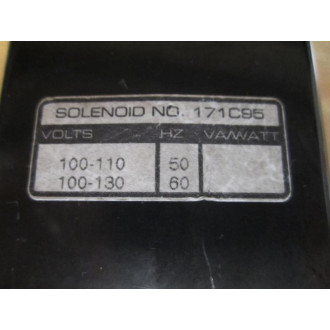 SOLENOID NO. 171C95
VOLTS HZ VA/WATT
100-110 50
100-130 60